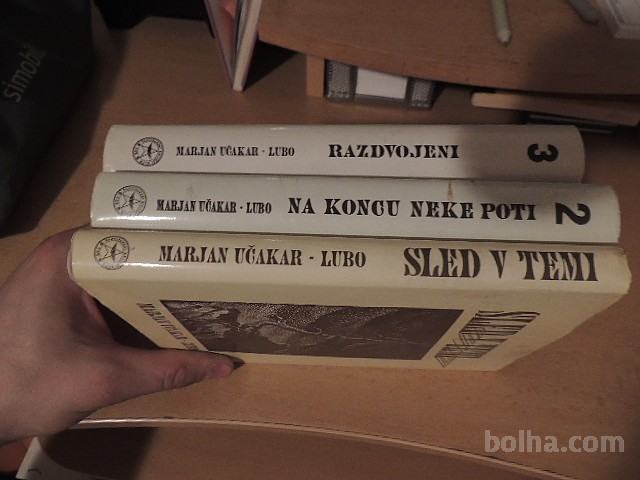 simobil
MARJAN UČAKAR · LUBO RAZDVOJENI 3
MARJAN UČAKAR · LUBO NA KONCU NEKE POTI 2
MARJAN UČAKAR · LUBO SLED V TEMI
bolha.com